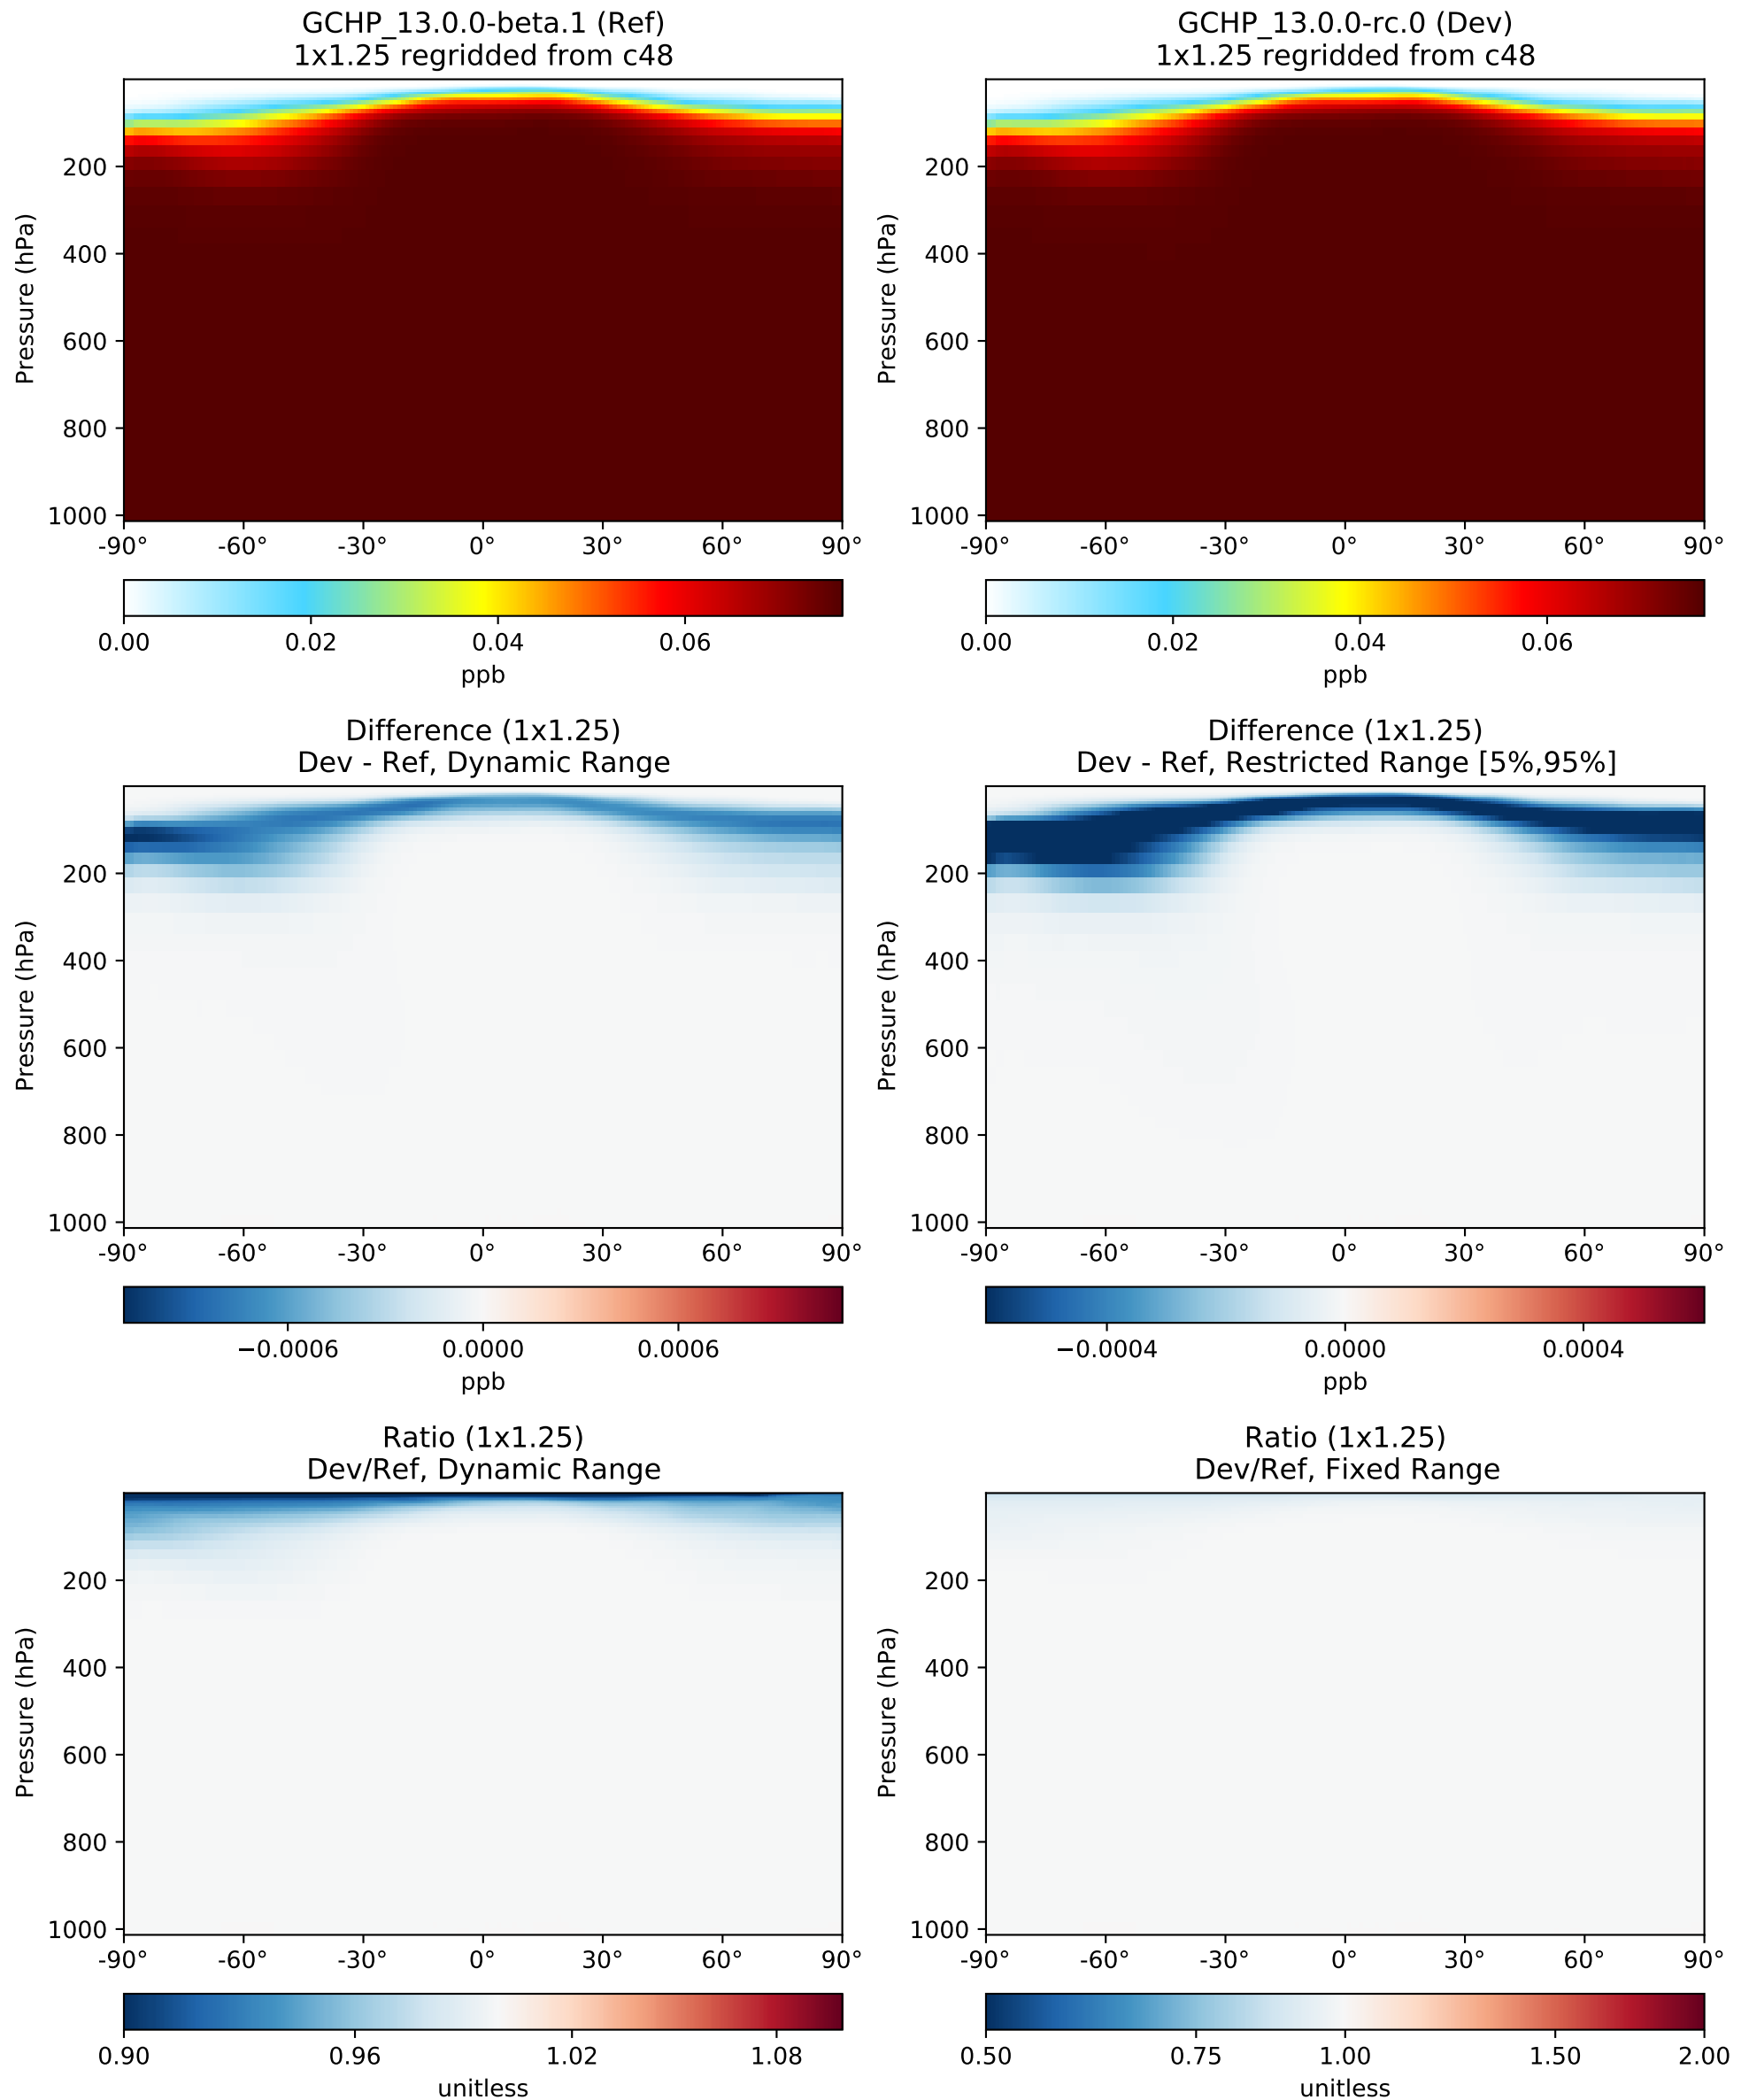 GCHP_13.0.0-beta.1 (Ref)
1x1.25 regridded from c48
Pressure (hPa)
200
400
600
800
1000
-90° -60° -30° 0° 30° 60° 90°
0.00 0.02 0.04 0.06
ppb
GCHP_13.0.0-rc.0 (Dev)
1x1.25 regridded from c48
Pressure (hPa)
200
400
600
800
1000
-90° -60° -30° 0° 30° 60° 90°
0.00 0.02 0.04 0.06
ppb
Difference (1x1.25)
Dev - Ref, Dynamic Range
Pressure (hPa)
200
400
600
800
1000
-90° -60° -30° 0° 30° 60° 90°
−0.0006 0.0000 0.0006
ppb
Difference (1x1.25)
Dev - Ref, Restricted Range [5%,95%]
Pressure (hPa)
200
400
600
800
1000
-90° -60° -30° 0° 30° 60° 90°
−0.0004 0.0000 0.0004
ppb
Ratio (1x1.25)
Dev/Ref, Dynamic Range
Pressure (hPa)
200
400
600
800
1000
-90° -60° -30° 0° 30° 60° 90°
0.90 0.96 1.02 1.08
unitless
Ratio (1x1.25)
Dev/Ref, Fixed Range
Pressure (hPa)
200
400
600
800
1000
-90° -60° -30° 0° 30° 60° 90°
0.50 0.75 1.00 1.50 2.00
unitless